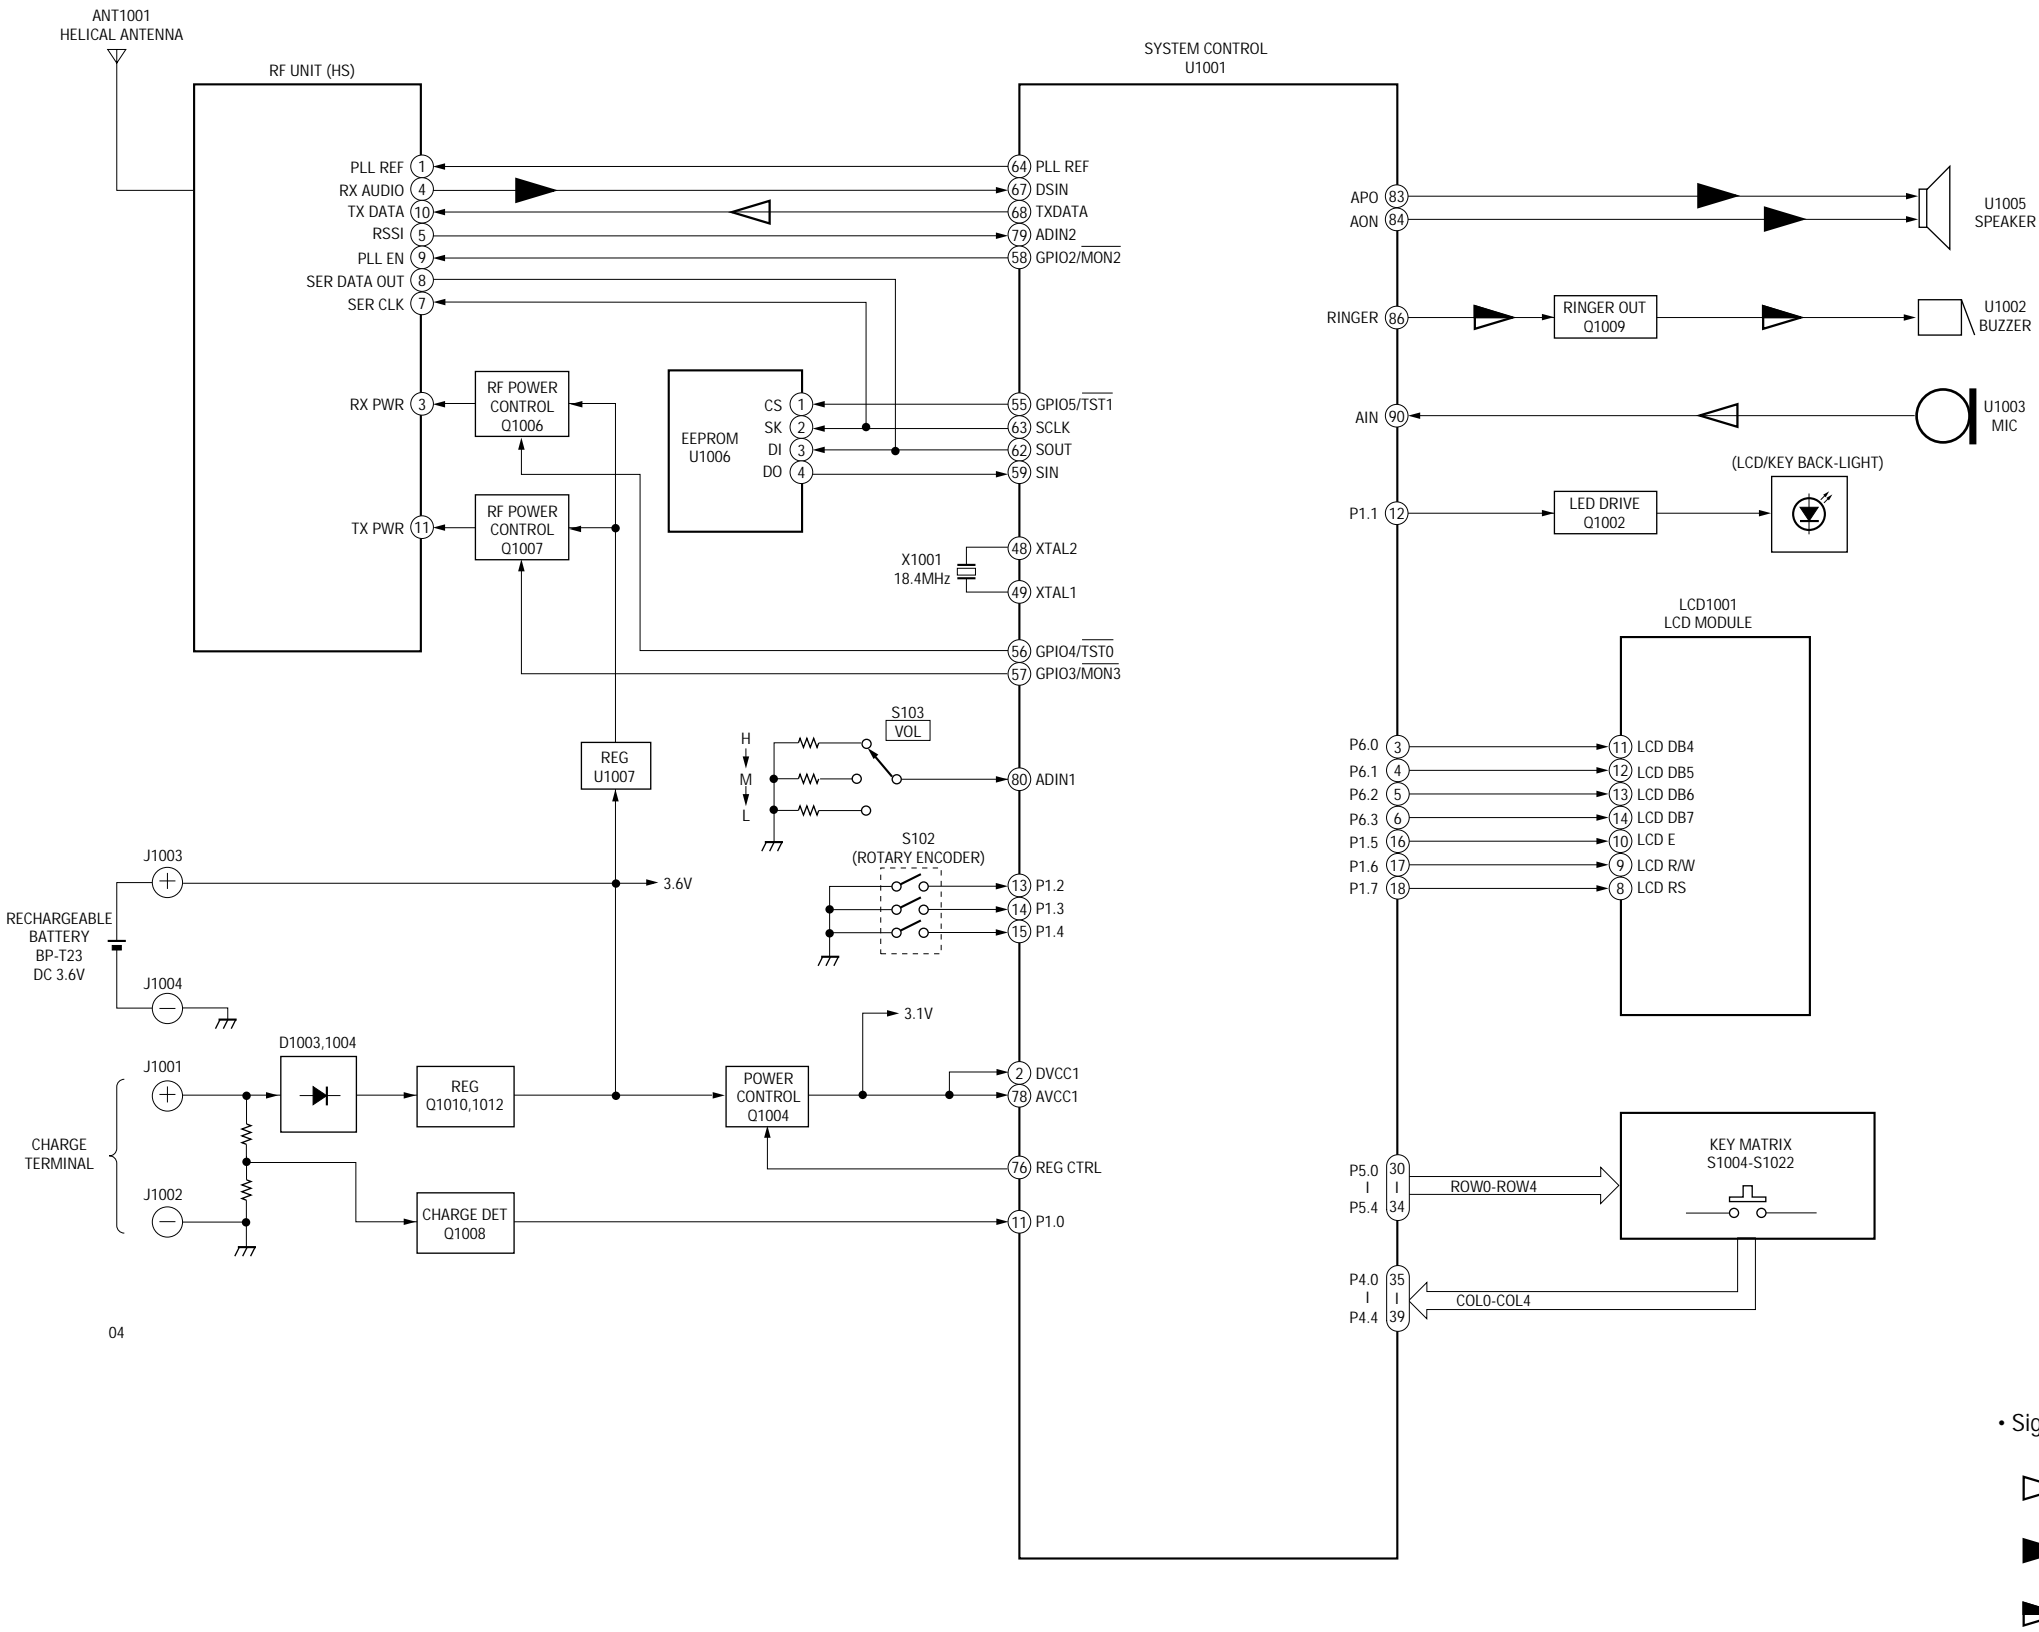 ANT1001
HELICAL ANTENNA
RF UNIT (HS)
SYSTEM CONTROL
U1001
PLL REF 1
RX AUDIO 4
TX DATA 10
RSSI 5
PLL EN 9
SER DATA OUT 8
SER CLK 7
RX PWR 3
TX PWR 11
RF POWER
CONTROL
Q1006
RF POWER
CONTROL
Q1007
EEPROM
U1006
CS 1
SK 2
DI 3
DO 4
X1001
18.4MHz
64 PLL REF
67 DSIN
68 TXDATA
79 ADIN2
58 GPIO2/MON2
55 GPIO5/TST1
63 SCLK
62 SOUT
59 SIN
48 XTAL2
49 XTAL1
56 GPIO4/TST0
57 GPIO3/MON3
S103
VOL
H
M
L
80 ADIN1
REG
U1007
S102
(ROTARY ENCODER)
13 P1.2
14 P1.3
15 P1.4
J1003
3.6V
RECHARGEABLE
BATTERY
BP-T23
DC 3.6V
J1004
D1003,1004
J1001
REG
Q1010,1012
POWER
CONTROL
Q1004
3.1V
2 DVCC1
78 AVCC1
76 REG CTRL
11 P1.0
CHARGE
TERMINAL
J1002
CHARGE DET
Q1008
04
APO 83
AON 84
U1005
SPEAKER
RINGER 86
RINGER OUT
Q1009
U1002
BUZZER
AIN 90
U1003
MIC
(LCD/KEY BACK-LIGHT)
P1.1 12
LED DRIVE
Q1002
LCD1001
LCD MODULE
P6.0 3
P6.1 4
P6.2 5
P6.3 6
P1.5 16
P1.6 17
P1.7 18
11 LCD DB4
12 LCD DB5
13 LCD DB6
14 LCD DB7
10 LCD E
9 LCD R/W
8 LCD RS
KEY MATRIX
S1004-S1022
P5.0 30
P5.4 34
ROW0-ROW4
P4.0 35
P4.4 39
COL0-COL4
• Sig